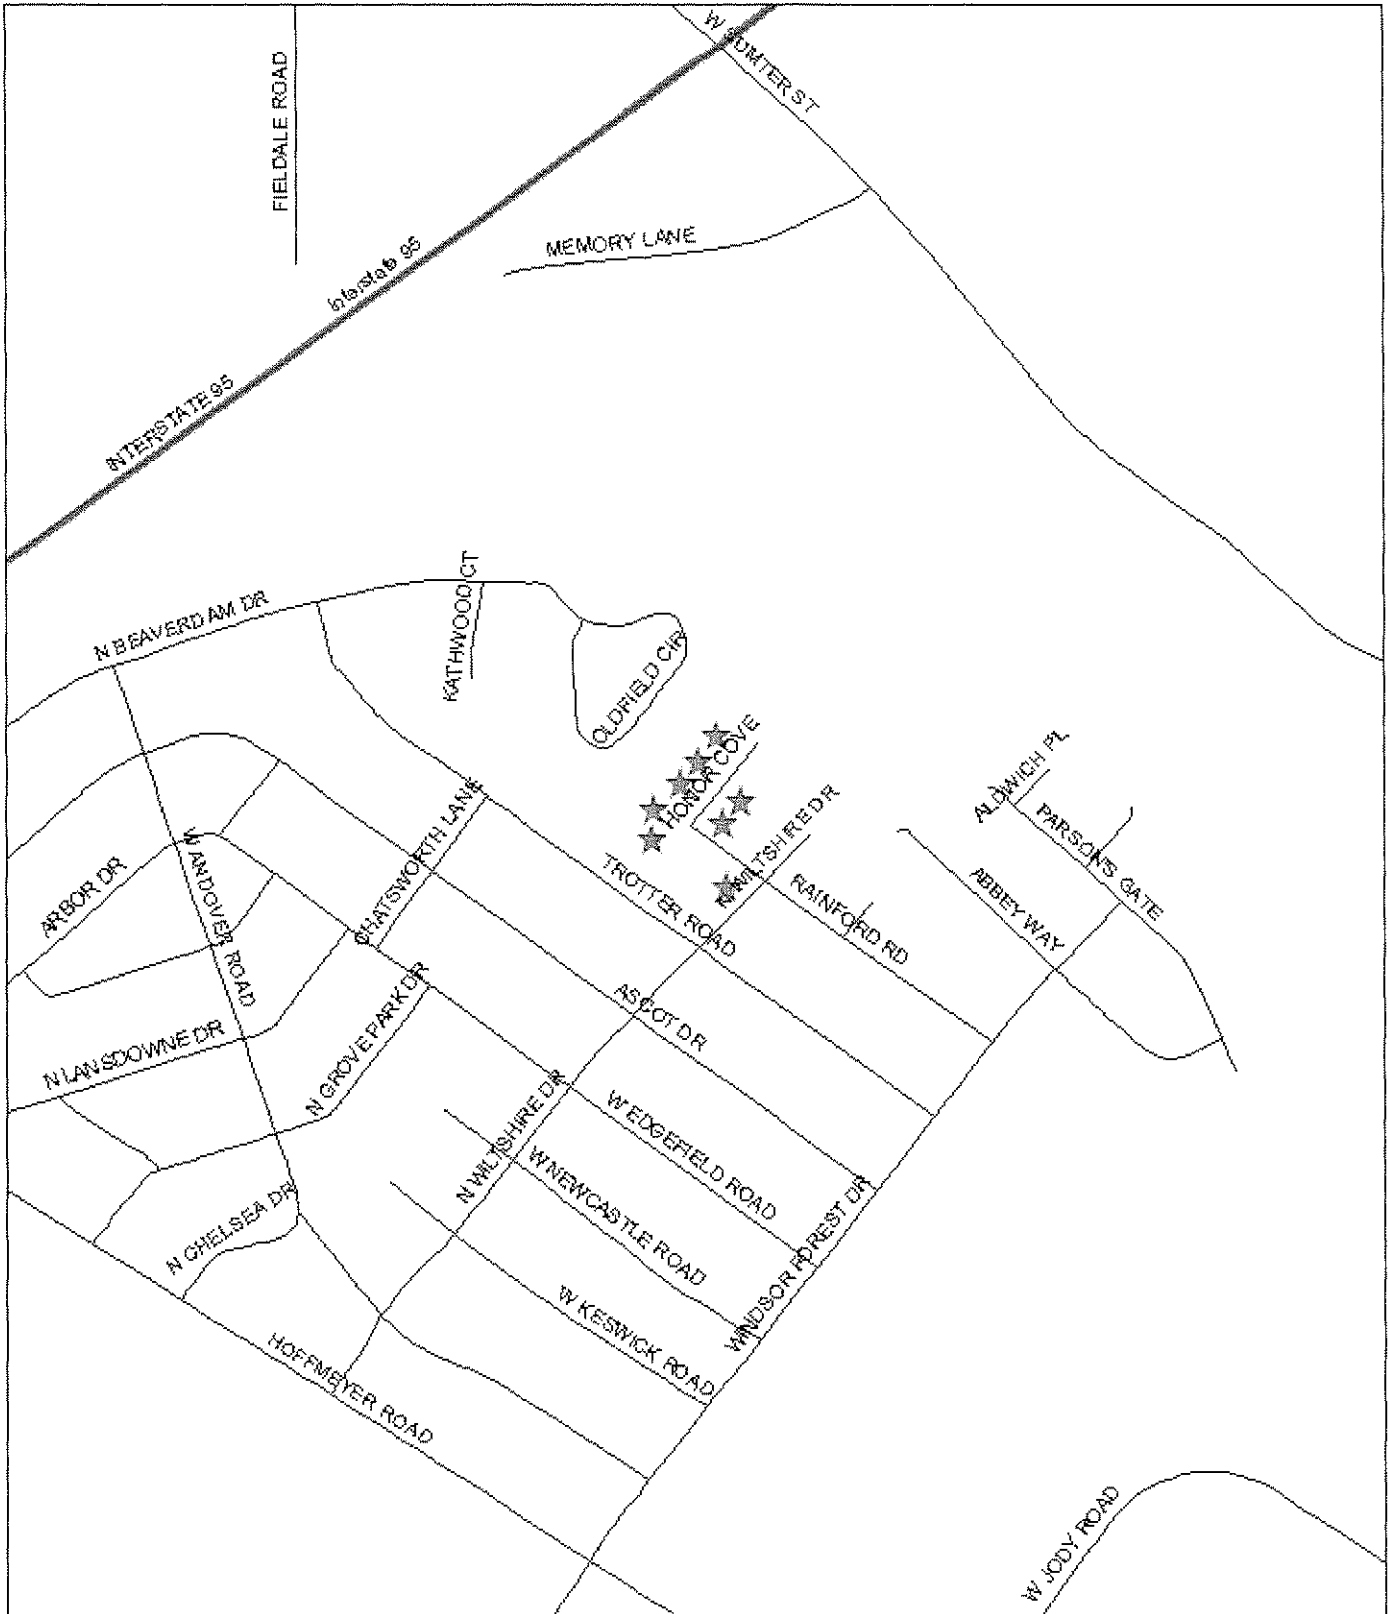 W SUMTER ST
FIELDALE ROAD
MEMORY LANE
Interstate 95
INTERSTATE 95
KATHWOOD CT
N BEAVERDAM DR
OLDFIELD CIR
HONOR COVE
ALDWICH PL
N WILTSHIRE DR
CHATSWORTH LANE
PARSON'S GATE
TROTTER ROAD
RAINFORD RD
ABBEY WAY
ARBOR DR
W ANDOVER ROAD
N GROVE PARK DR
ASCOT DR
N LANSDOWNE DR
N WILTSHIRE DR
W EDGEFIELD ROAD
W NEWCASTLE ROAD
N CHELSEA DR
WINDSOR FOREST DR
W KESWICK ROAD
HOFFMEYER ROAD
W JODY ROAD